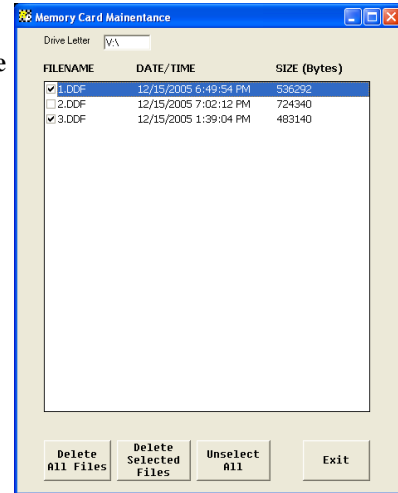 Memory Card Mainentance
Drive Letter V:\
e
FILENAME DATE/TIME SIZE (Bytes)
1.DDF 12/15/2005 6:49:54 PM 536292
2.DDF 12/15/2005 7:02:12 PM 724340
3.DDF 12/15/2005 1:39:04 PM 483140
Delete All Files
Delete Selected Files
Unselect All
Exit